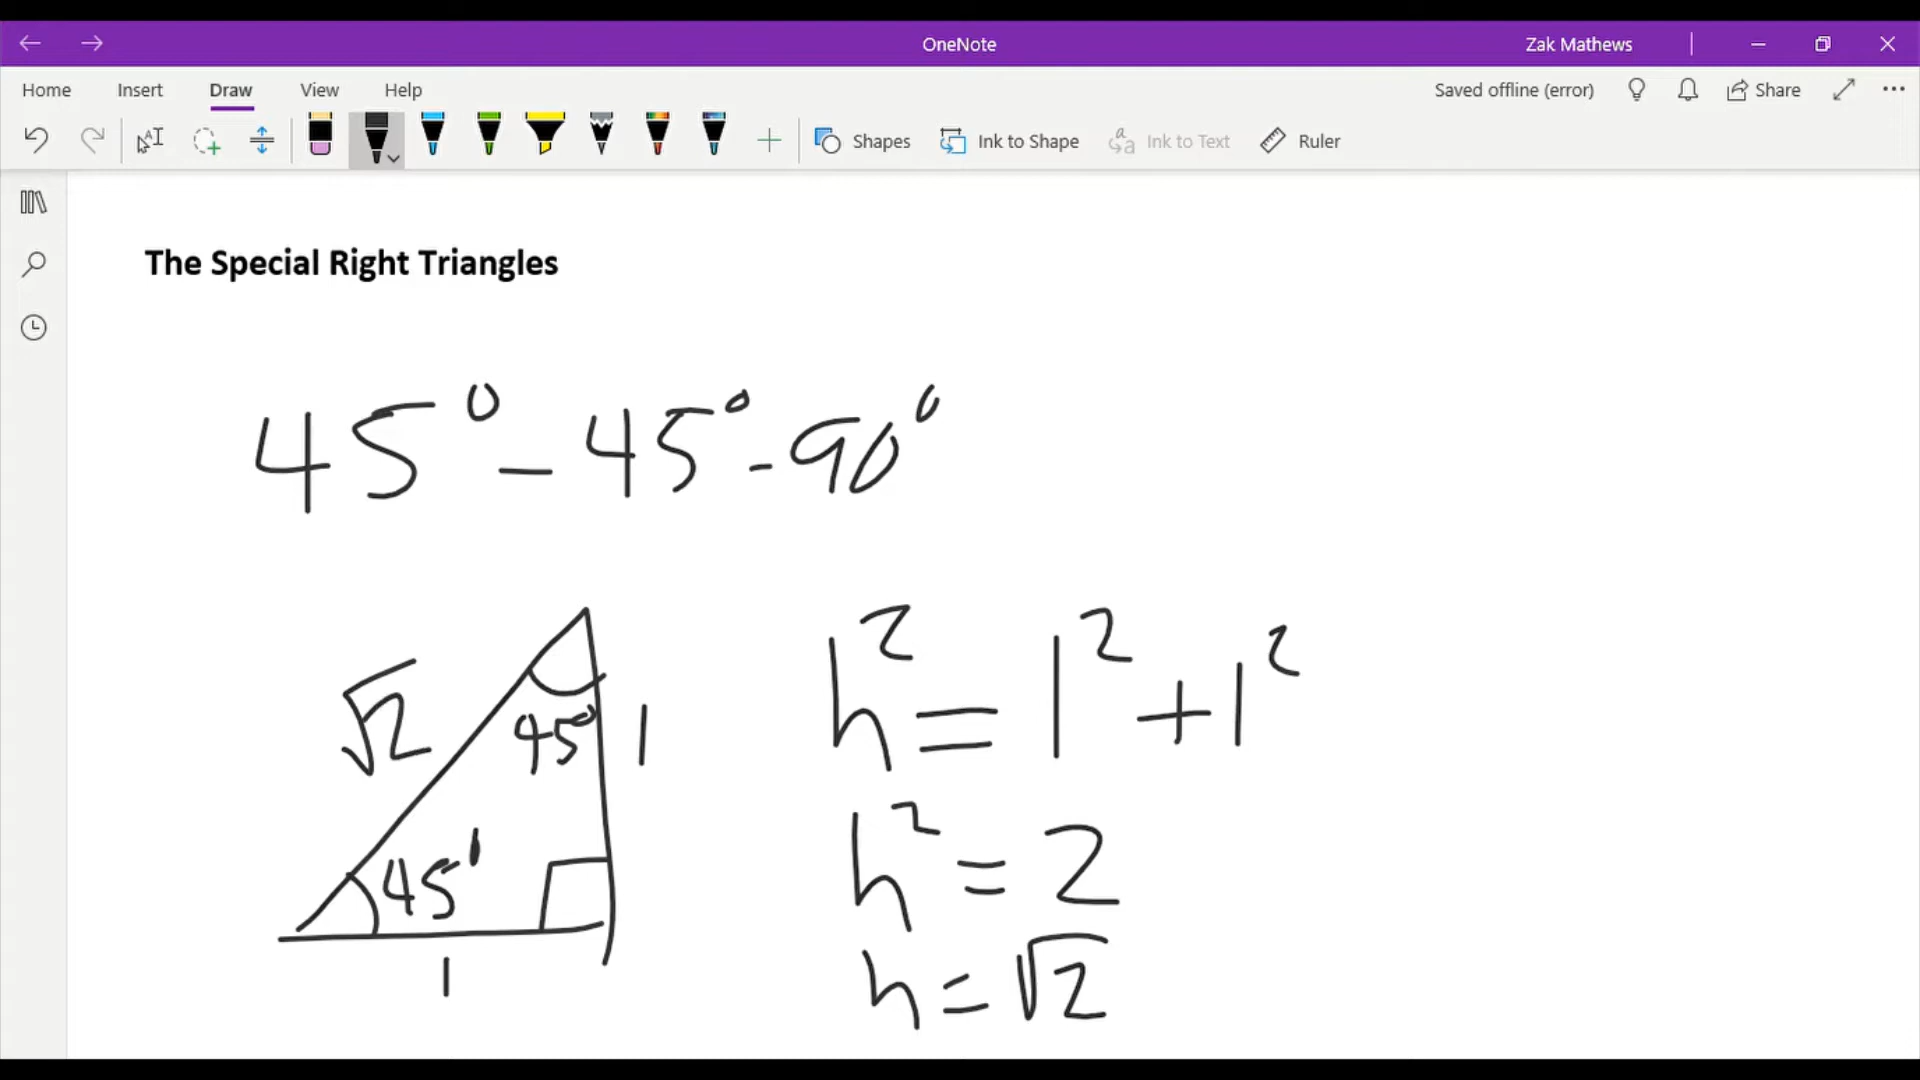 OneNote
Zak Mathews
Home Insert Draw View Help
Saved offline (error)
Share
Shapes
Ink to Shape
Ink to Text
Ruler
The Special Right Triangles
45° - 45° - 90°
√2
45°
1
45°
1
h² = 1² + 1²
h² = 2
h = √2